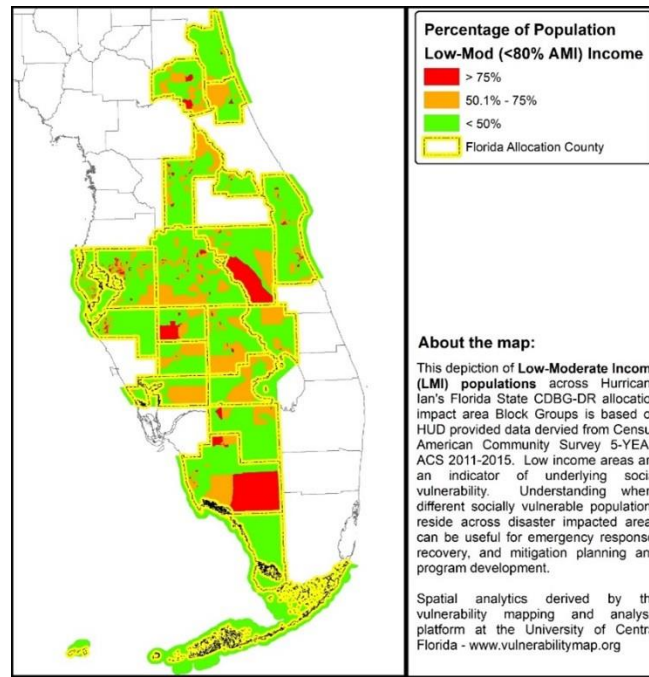 Percentage of Population
Low-Mod (<80% AMI) Income
> 75%
50.1% - 75%
< 50%
Florida Allocation County
About the map:
This depiction of Low-Moderate Incom
(LMI) populations across Hurrican
Ian's Florida State CDBG-DR allocatio
impact area Block Groups is based o
HUD provided data dervied from Censu
American Community Survey 5-YEA
ACS 2011-2015. Low income areas ar
an indicator of underlying socia
vulnerability. Understanding wher
different socially vulnerable population
reside across disaster impacted area
can be useful for emergency response
recovery, and mitigation planning an
program development.
Spatial analytics derived by th
vulnerability mapping and analys
platform at the University of Centr
Florida - www.vulnerabilitymap.org